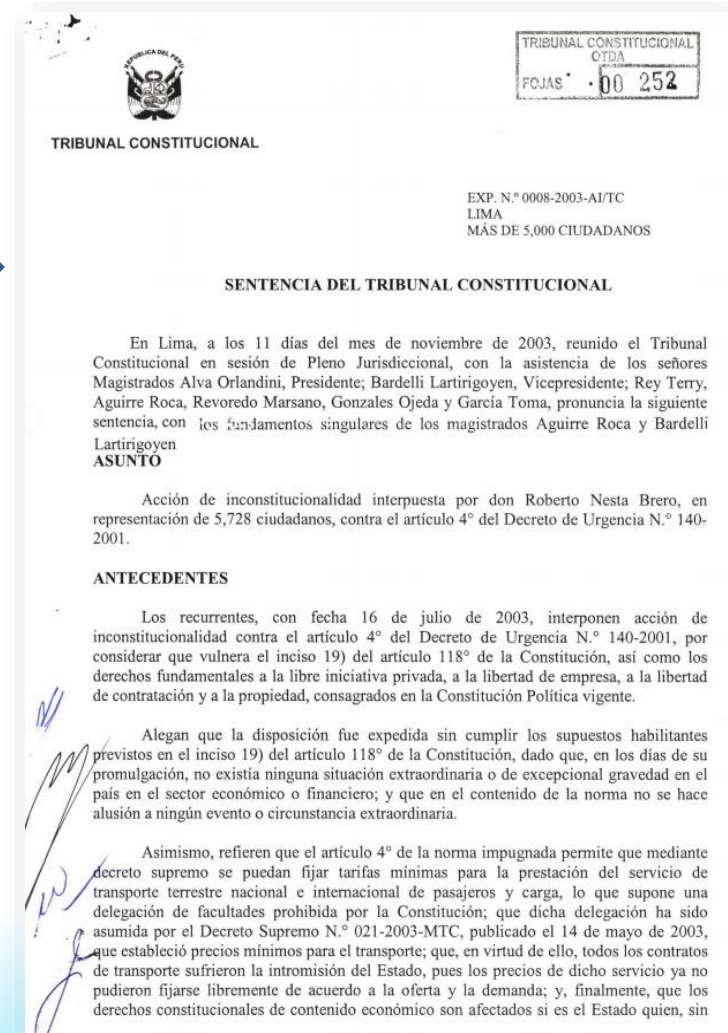 REPUBLICA DEL PERU
TRIBUNAL CONSTITUCIONAL
TRIBUNAL CONSTITUCIONAL
OTDA
FOJAS 00 252
EXP. N.º 0008-2003-AI/TC
LIMA
MÁS DE 5,000 CIUDADANOS
SENTENCIA DEL TRIBUNAL CONSTITUCIONAL
En Lima, a los 11 días del mes de noviembre de 2003, reunido el Tribunal
Constitucional en sesión de Pleno Jurisdiccional, con la asistencia de los señores
Magistrados Alva Orlandini, Presidente; Bardelli Lartirigoyen, Vicepresidente; Rey Terry,
Aguirre Roca, Revoredo Marsano, Gonzales Ojeda y García Toma, pronuncia la siguiente
sentencia, con los fundamentos singulares de los magistrados Aguirre Roca y Bardelli
Lartirigoyen
ASUNTO
Acción de inconstitucionalidad interpuesta por don Roberto Nesta Brero, en
representación de 5,728 ciudadanos, contra el artículo 4° del Decreto de Urgencia N.° 140-
2001.
ANTECEDENTES
Los recurrentes, con fecha 16 de julio de 2003, interponen acción de
inconstitucionalidad contra el artículo 4° del Decreto de Urgencia N.° 140-2001, por
considerar que vulnera el inciso 19) del artículo 118° de la Constitución, así como los
derechos fundamentales a la libre iniciativa privada, a la libertad de empresa, a la libertad
de contratación y a la propiedad, consagrados en la Constitución Política vigente.
Alegan que la disposición fue expedida sin cumplir los supuestos habilitantes
previstos en el inciso 19) del artículo 118° de la Constitución, dado que, en los días de su
promulgación, no existía ninguna situación extraordinaria o de excepcional gravedad en el
país en el sector económico o financiero; y que en el contenido de la norma no se hace
alusión a ningún evento o circunstancia extraordinaria.
Asimismo, refieren que el artículo 4° de la norma impugnada permite que mediante
decreto supremo se puedan fijar tarifas mínimas para la prestación del servicio de
transporte terrestre nacional e internacional de pasajeros y carga, lo que supone una
delegación de facultades prohibida por la Constitución; que dicha delegación ha sido
asumida por el Decreto Supremo N.° 021-2003-MTC, publicado el 14 de mayo de 2003,
que estableció precios mínimos para el transporte; que, en virtud de ello, todos los contratos
de transporte sufrieron la intromisión del Estado, pues los precios de dicho servicio ya no
pudieron fijarse libremente de acuerdo a la oferta y la demanda; y, finalmente, que los
derechos constitucionales de contenido económico son afectados si es el Estado quien, sin